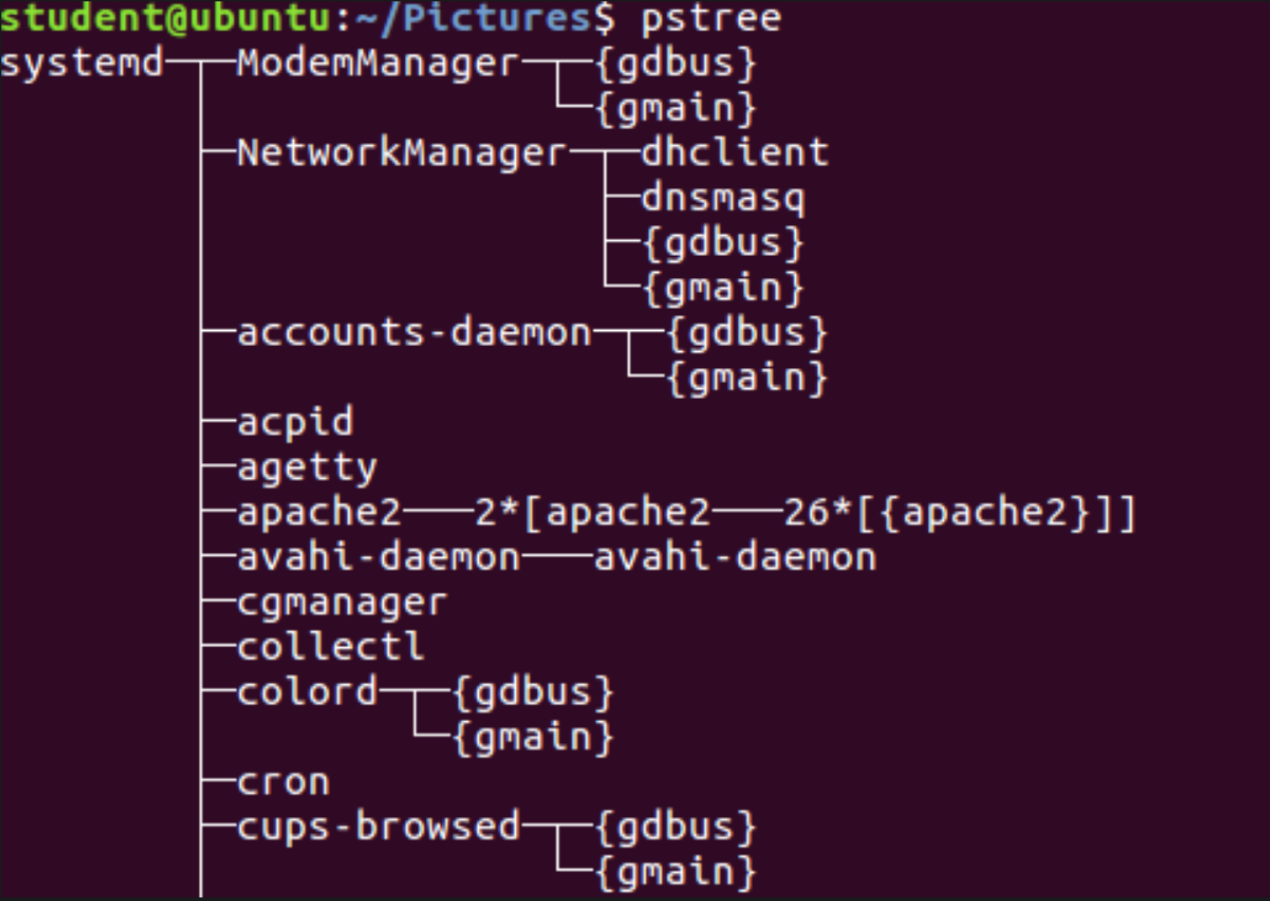 student@ubuntu:~/Pictures$ pstree
systemd─┬─ModemManager─┬─{gdbus}
        │              └─{gmain}
        ├─NetworkManager─┬─dhclient
        │                ├─dnsmasq
        │                ├─{gdbus}
        │                └─{gmain}
        ├─accounts-daemon─┬─{gdbus}
        │                 └─{gmain}
        ├─acpid
        ├─agetty
        ├─apache2───2*[apache2───26*[{apache2}]]
        ├─avahi-daemon───avahi-daemon
        ├─cgmanager
        ├─collectl
        ├─colord─┬─{gdbus}
        │        └─{gmain}
        ├─cron
        ├─cups-browsed─┬─{gdbus}
        │              └─{gmain}